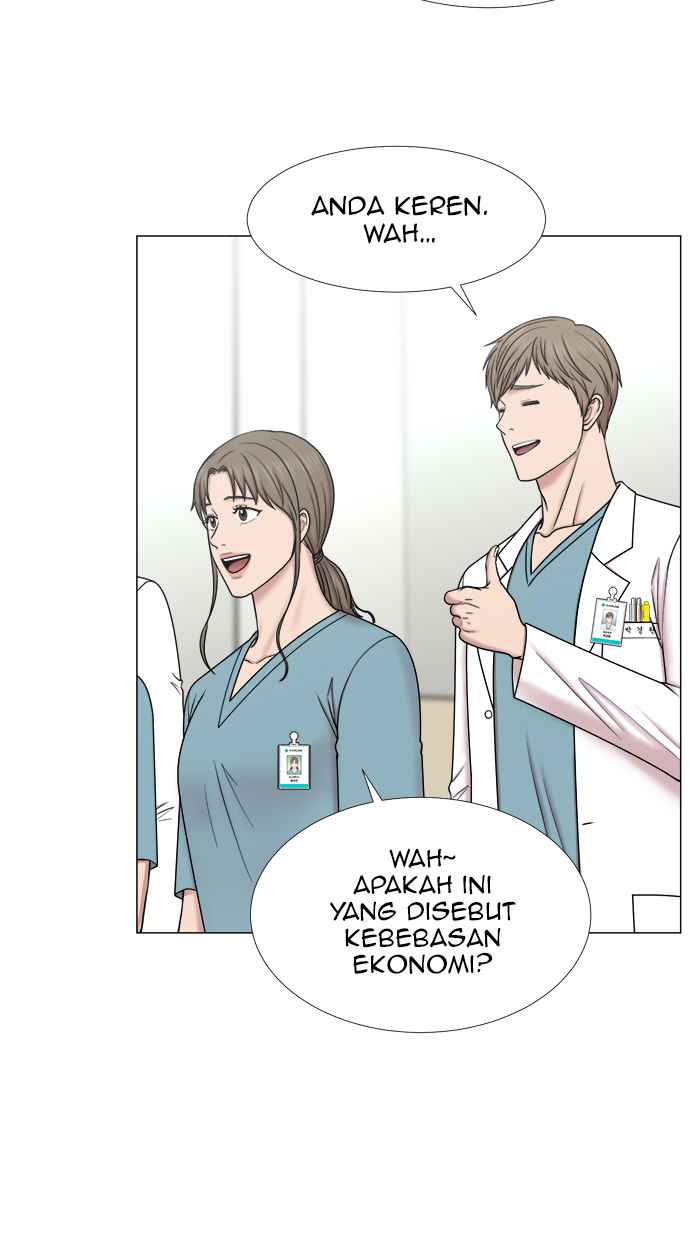 ANDA KEREN.
WAH...
WAH~
APAKAH INI
YANG DISEBUT
KEBEBASAN
EKONOMI?